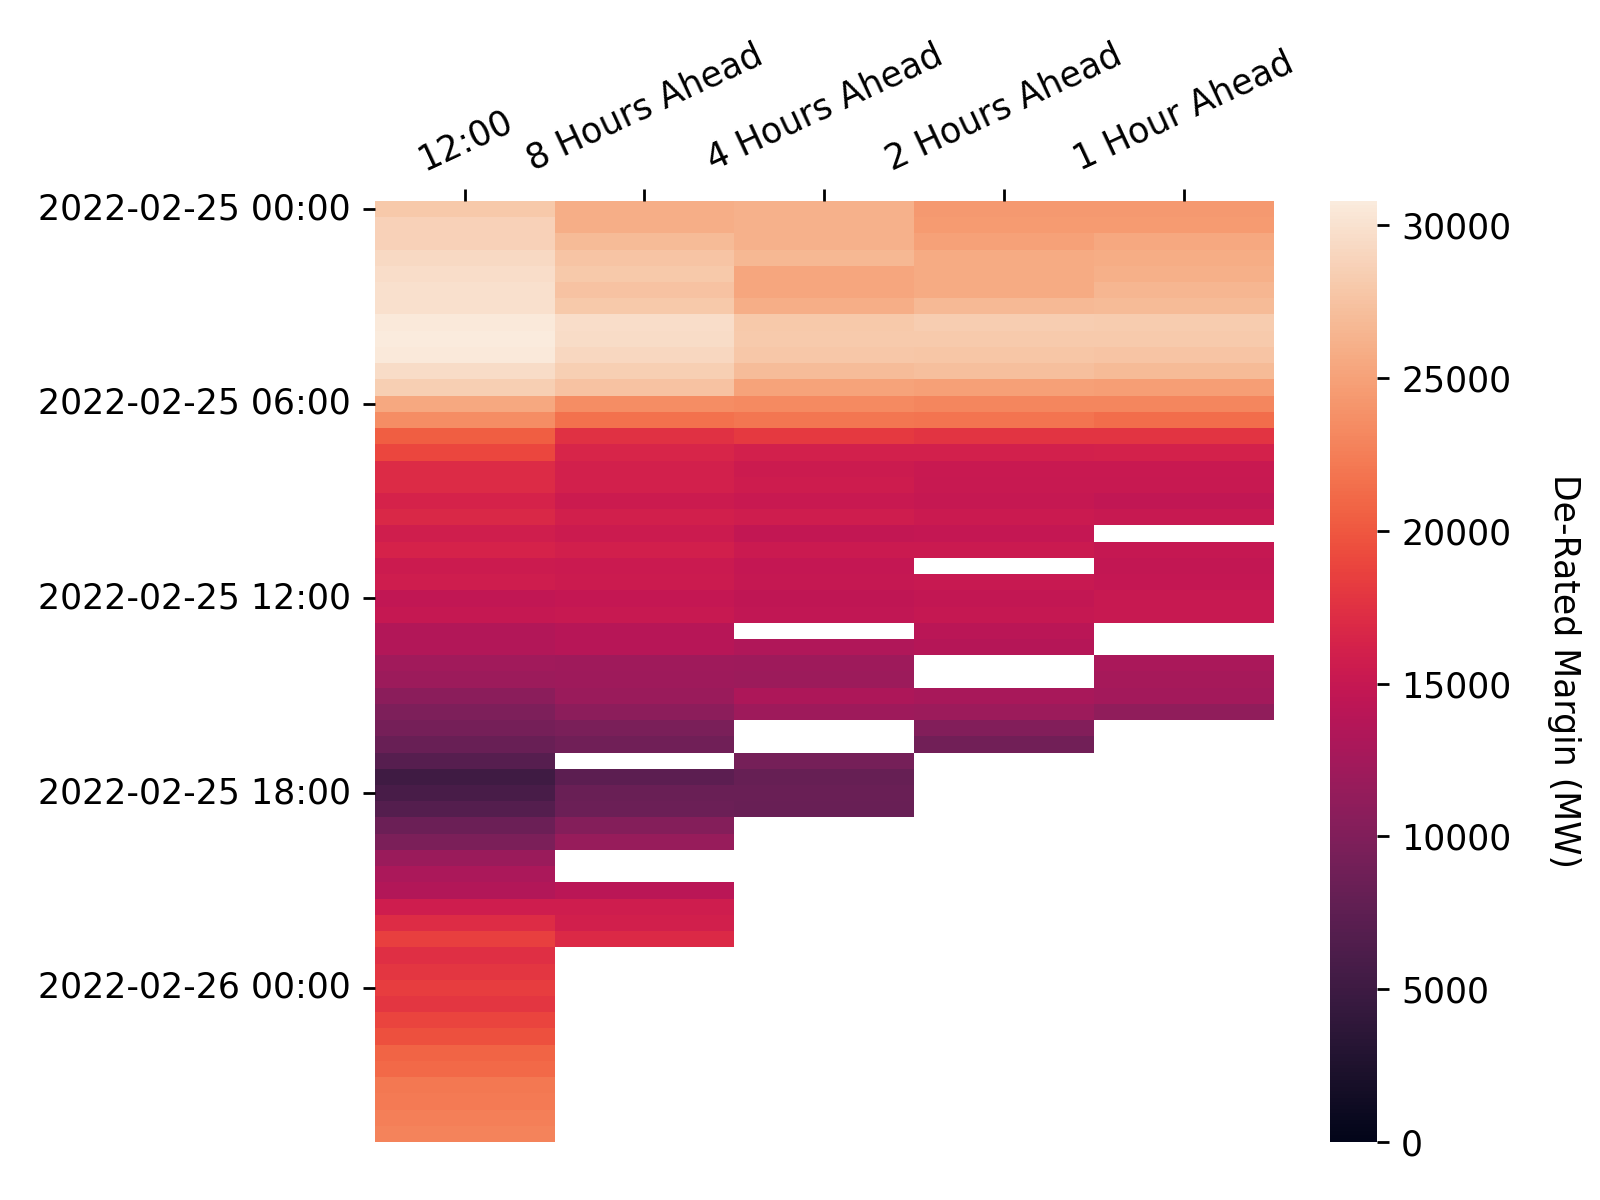 12:00
8 Hours Ahead
4 Hours Ahead
2 Hours Ahead
1 Hour Ahead
2022-02-25 00:00
2022-02-25 06:00
2022-02-25 12:00
2022-02-25 18:00
2022-02-26 00:00
30000
25000
20000
15000
10000
5000
0
De-Rated Margin (MW)